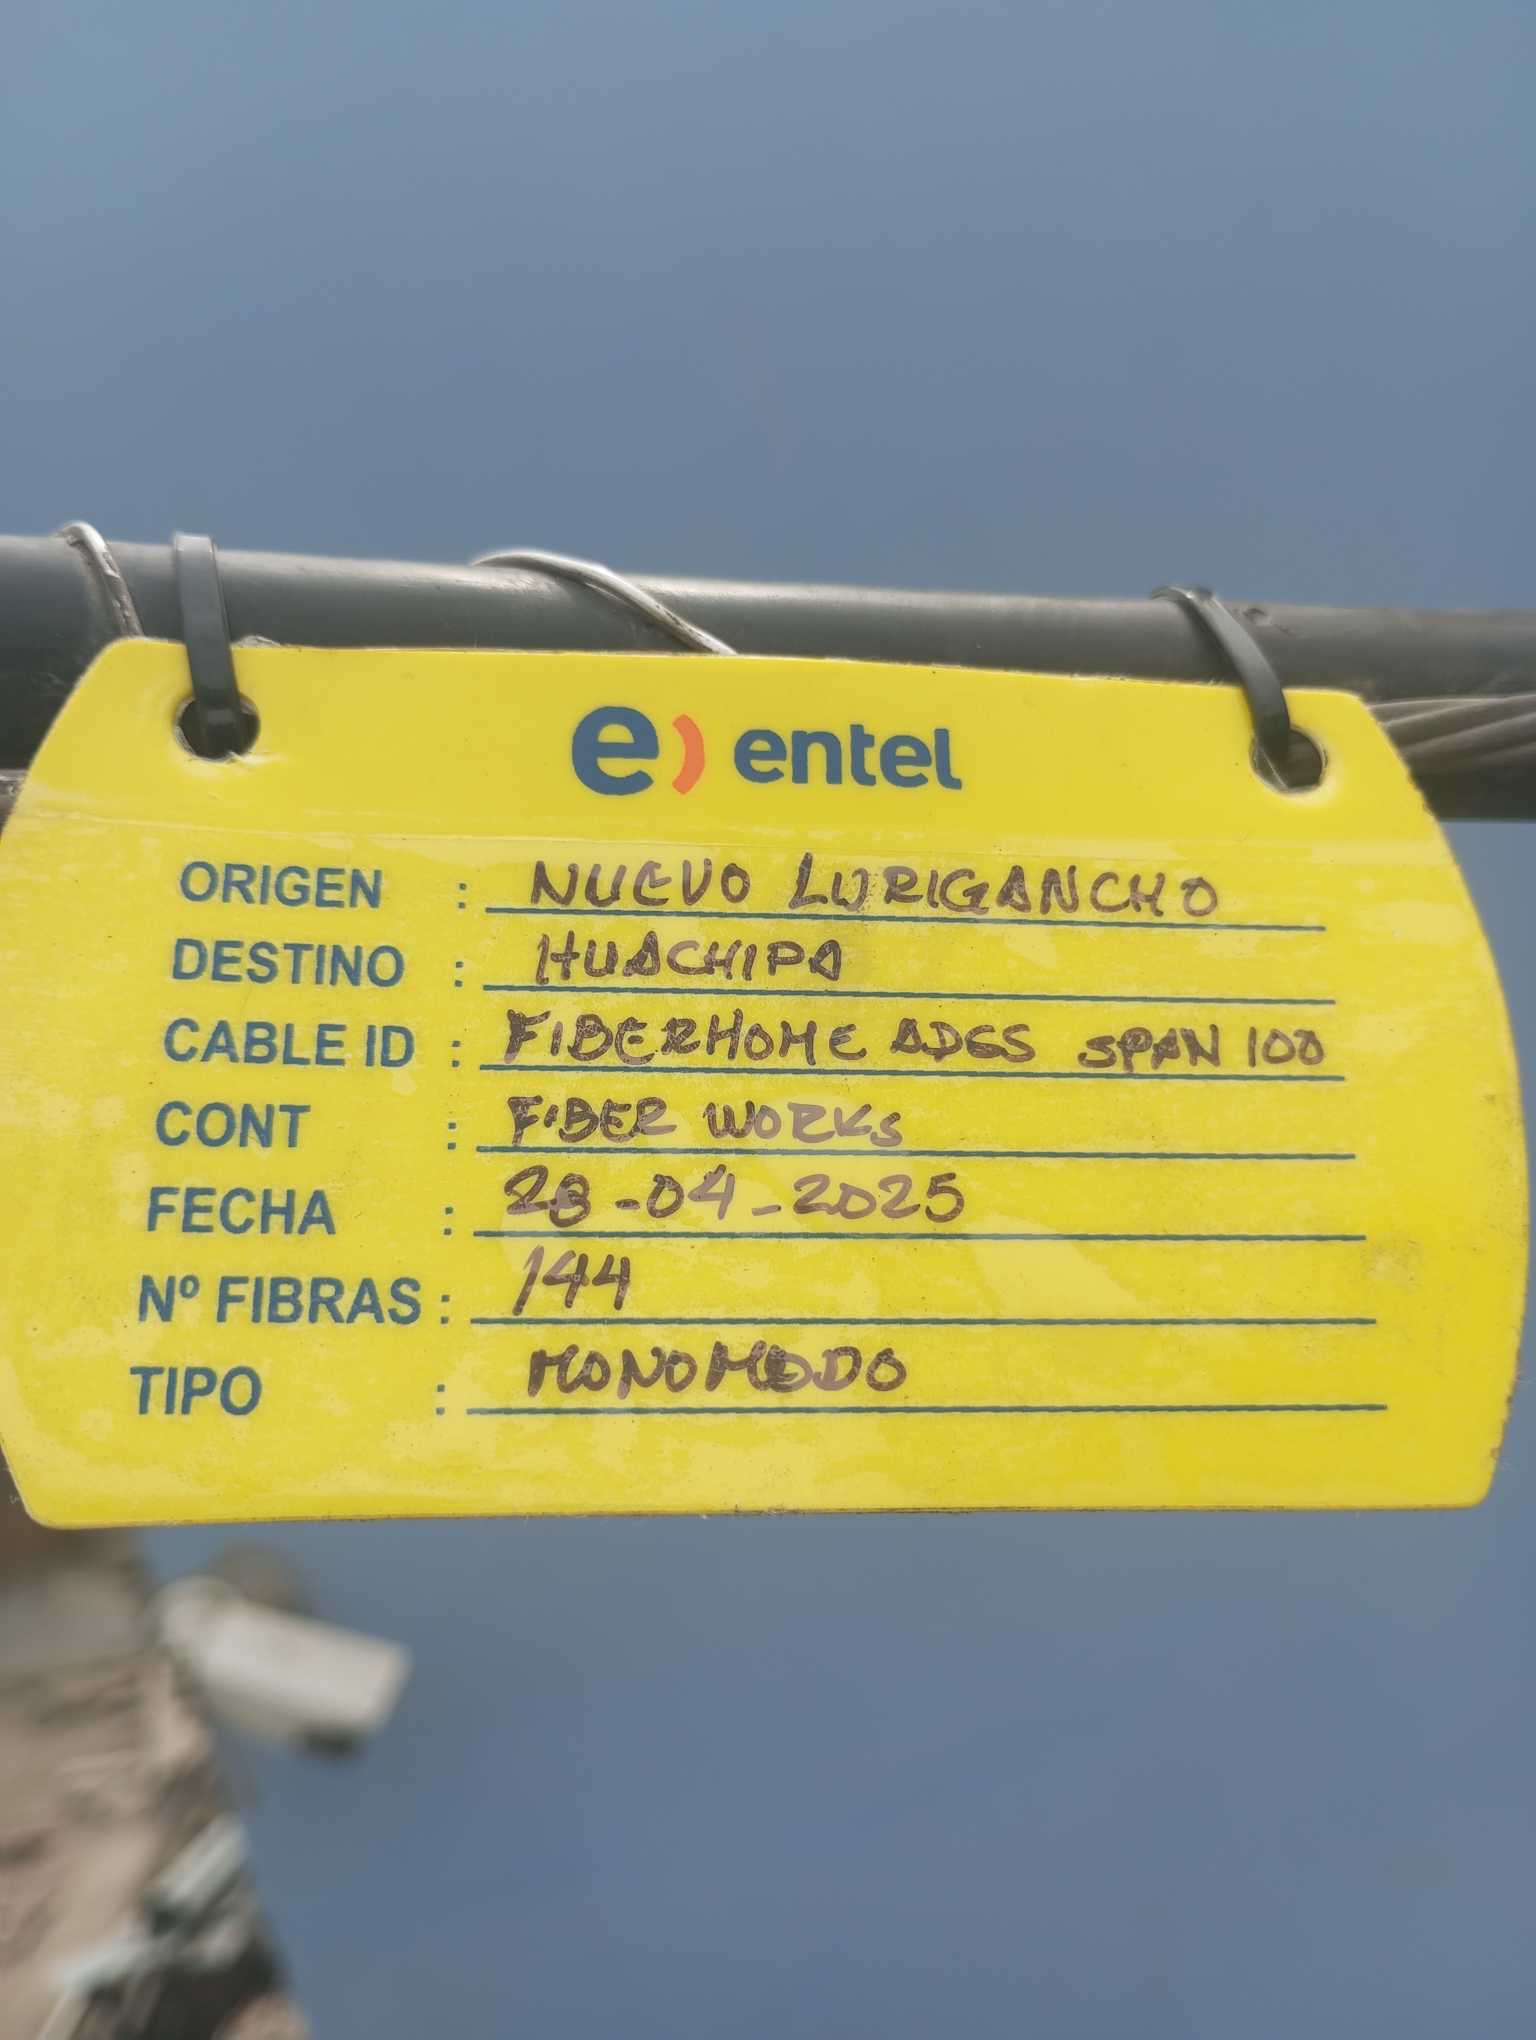 e) entel
ORIGEN : NUEVO LURIGANCHO
DESTINO : HUACHIPA
CABLE ID : FIBERHOME ADGS SPAN 100
CONT : FIBER WORKS
FECHA : 28-04-2025
Nº FIBRAS : 144
TIPO : MONOMODO